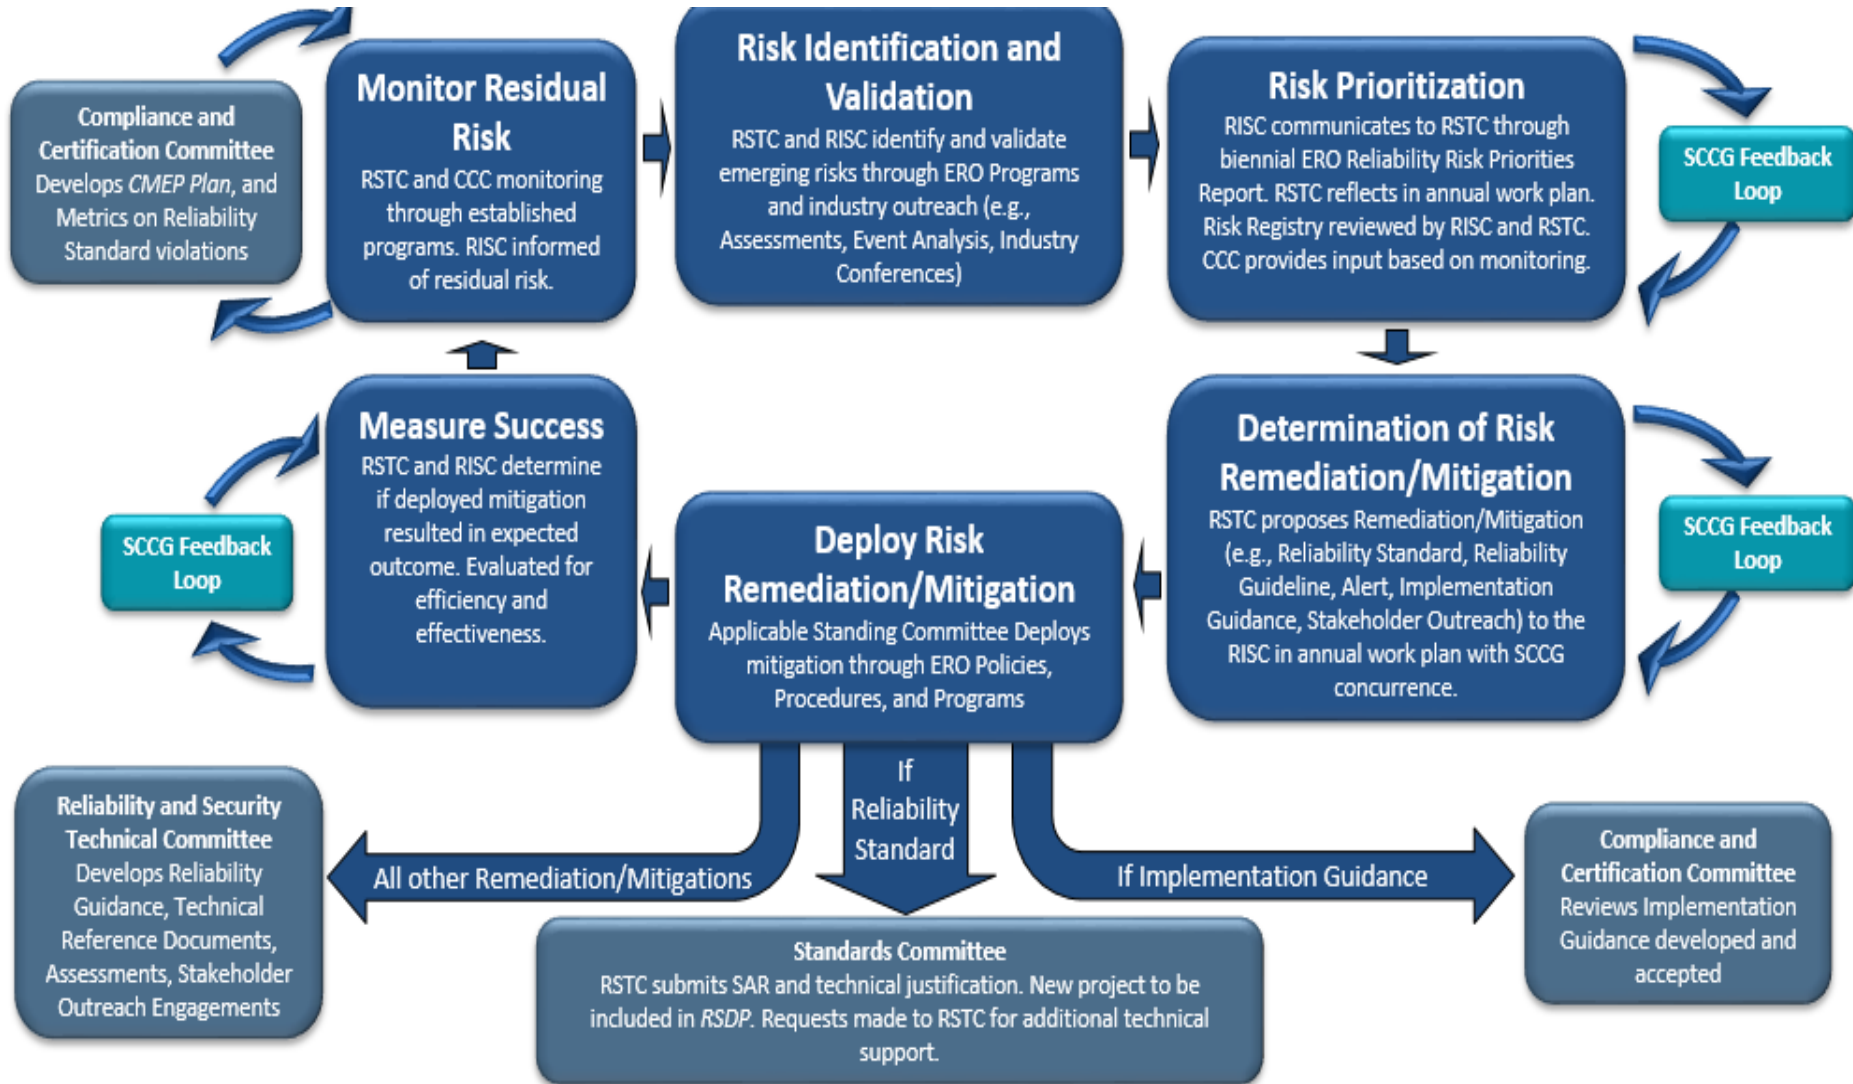 Compliance and
Certification Committee
Develops CMEP Plan, and
Metrics on Reliability
Standard violations
Monitor Residual
Risk
RSTC and CCC monitoring
through established
programs. RISC informed
of residual risk.
Risk Identification and
Validation
RSTC and RISC identify and validate
emerging risks through ERO Programs
and industry outreach (e.g.,
Assessments, Event Analysis, Industry
Conferences)
Risk Prioritization
RISC communicates to RSTC through
biennial ERO Reliability Risk Priorities
Report. RSTC reflects in annual work plan.
Risk Registry reviewed by RISC and RSTC.
CCC provides input based on monitoring.
SCCG Feedback
Loop
SCCG Feedback
Loop
Measure Success
RSTC and RISC determine
if deployed mitigation
resulted in expected
outcome. Evaluated for
efficiency and
effectiveness.
Deploy Risk
Remediation/Mitigation
Applicable Standing Committee Deploys
mitigation through ERO Policies,
Procedures, and Programs
Determination of Risk
Remediation/Mitigation
RSTC proposes Remediation/Mitigation
(e.g., Reliability Standard, Reliability
Guideline, Alert, Implementation
Guidance, Stakeholder Outreach) to the
RISC in annual work plan with SCCG
concurrence.
SCCG Feedback
Loop
Reliability and Security
Technical Committee
Develops Reliability
Guidance, Technical
Reference Documents,
Assessments, Stakeholder
Outreach Engagements
All other Remediation/Mitigations
If
Reliability
Standard
If Implementation Guidance
Standards Committee
RSTC submits SAR and technical justification. New project to be
included in RSDP. Requests made to RSTC for additional technical
support.
Compliance and
Certification Committee
Reviews Implementation
Guidance developed and
accepted